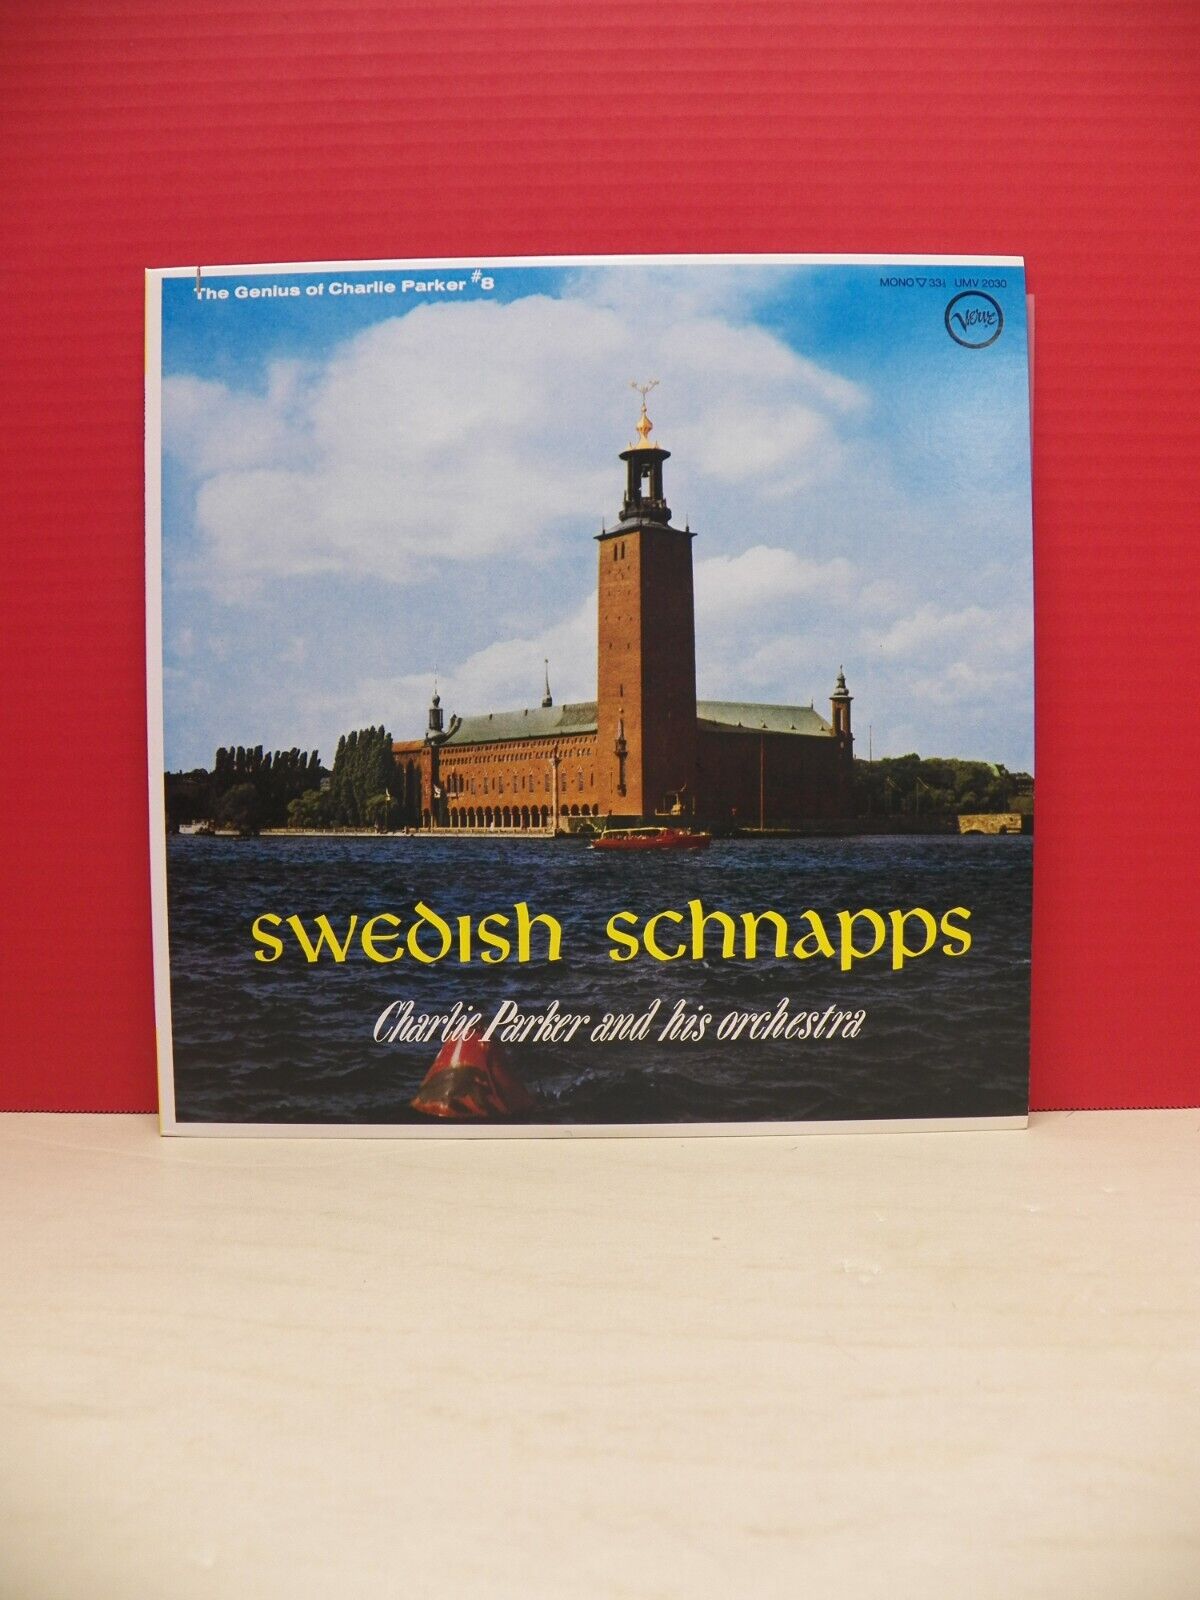 The Genius of Charlie Parker #8
MONO ▽ 33⅓ UMV 2030
Verve
Swedish Schnapps
Charlie Parker and his orchestra